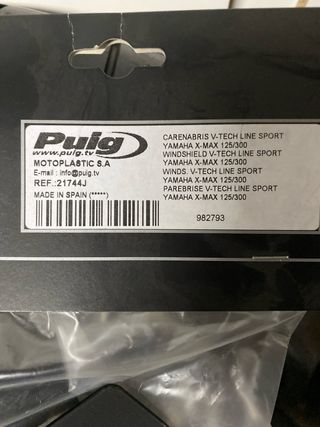 Puig
www.puig.tv
MOTOPLASTIC S.A
E-mail : info@puig.tv
REF.:21744J
MADE IN SPAIN (*****)
CARENABRIS V-TECH LINE SPORT
YAMAHA X-MAX 125/300
WINDSHIELD V-TECH LINE SPORT
YAMAHA X-MAX 125/300
WINDS. V-TECH LINE SPORT
YAMAHA X-MAX 125/300
PAREBRISE V-TECH LINE SPORT
YAMAHA X-MAX 125/300
982793